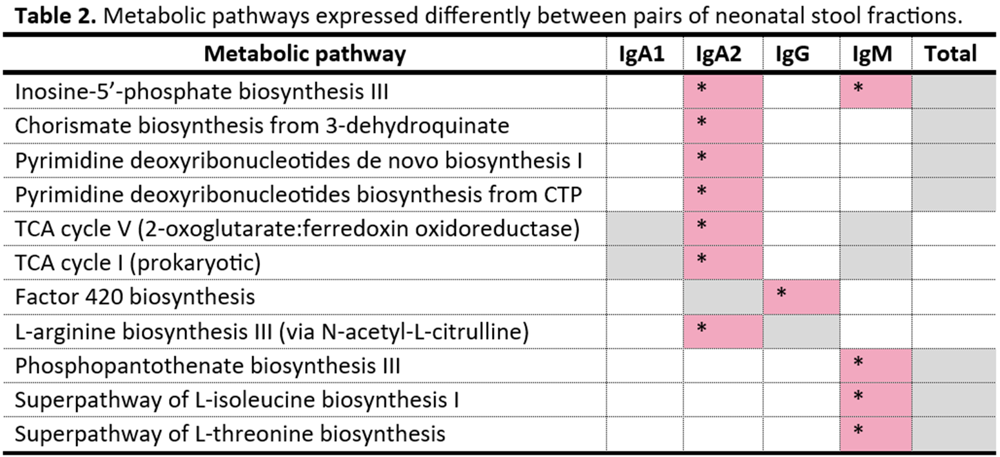 Table 2. Metabolic pathways expressed differently between pairs of neonatal stool fractions.
Metabolic pathway IgA1 IgA2 IgG IgM Total
Inosine-5’-phosphate biosynthesis III * *
Chorismate biosynthesis from 3-dehydroquinate *
Pyrimidine deoxyribonucleotides de novo biosynthesis I *
Pyrimidine deoxyribonucleotides biosynthesis from CTP *
TCA cycle V (2-oxoglutarate:ferredoxin oxidoreductase) *
TCA cycle I (prokaryotic) *
Factor 420 biosynthesis *
L-arginine biosynthesis III (via N-acetyl-L-citrulline) *
Phosphopantothenate biosynthesis III *
Superpathway of L-isoleucine biosynthesis I *
Superpathway of L-threonine biosynthesis *